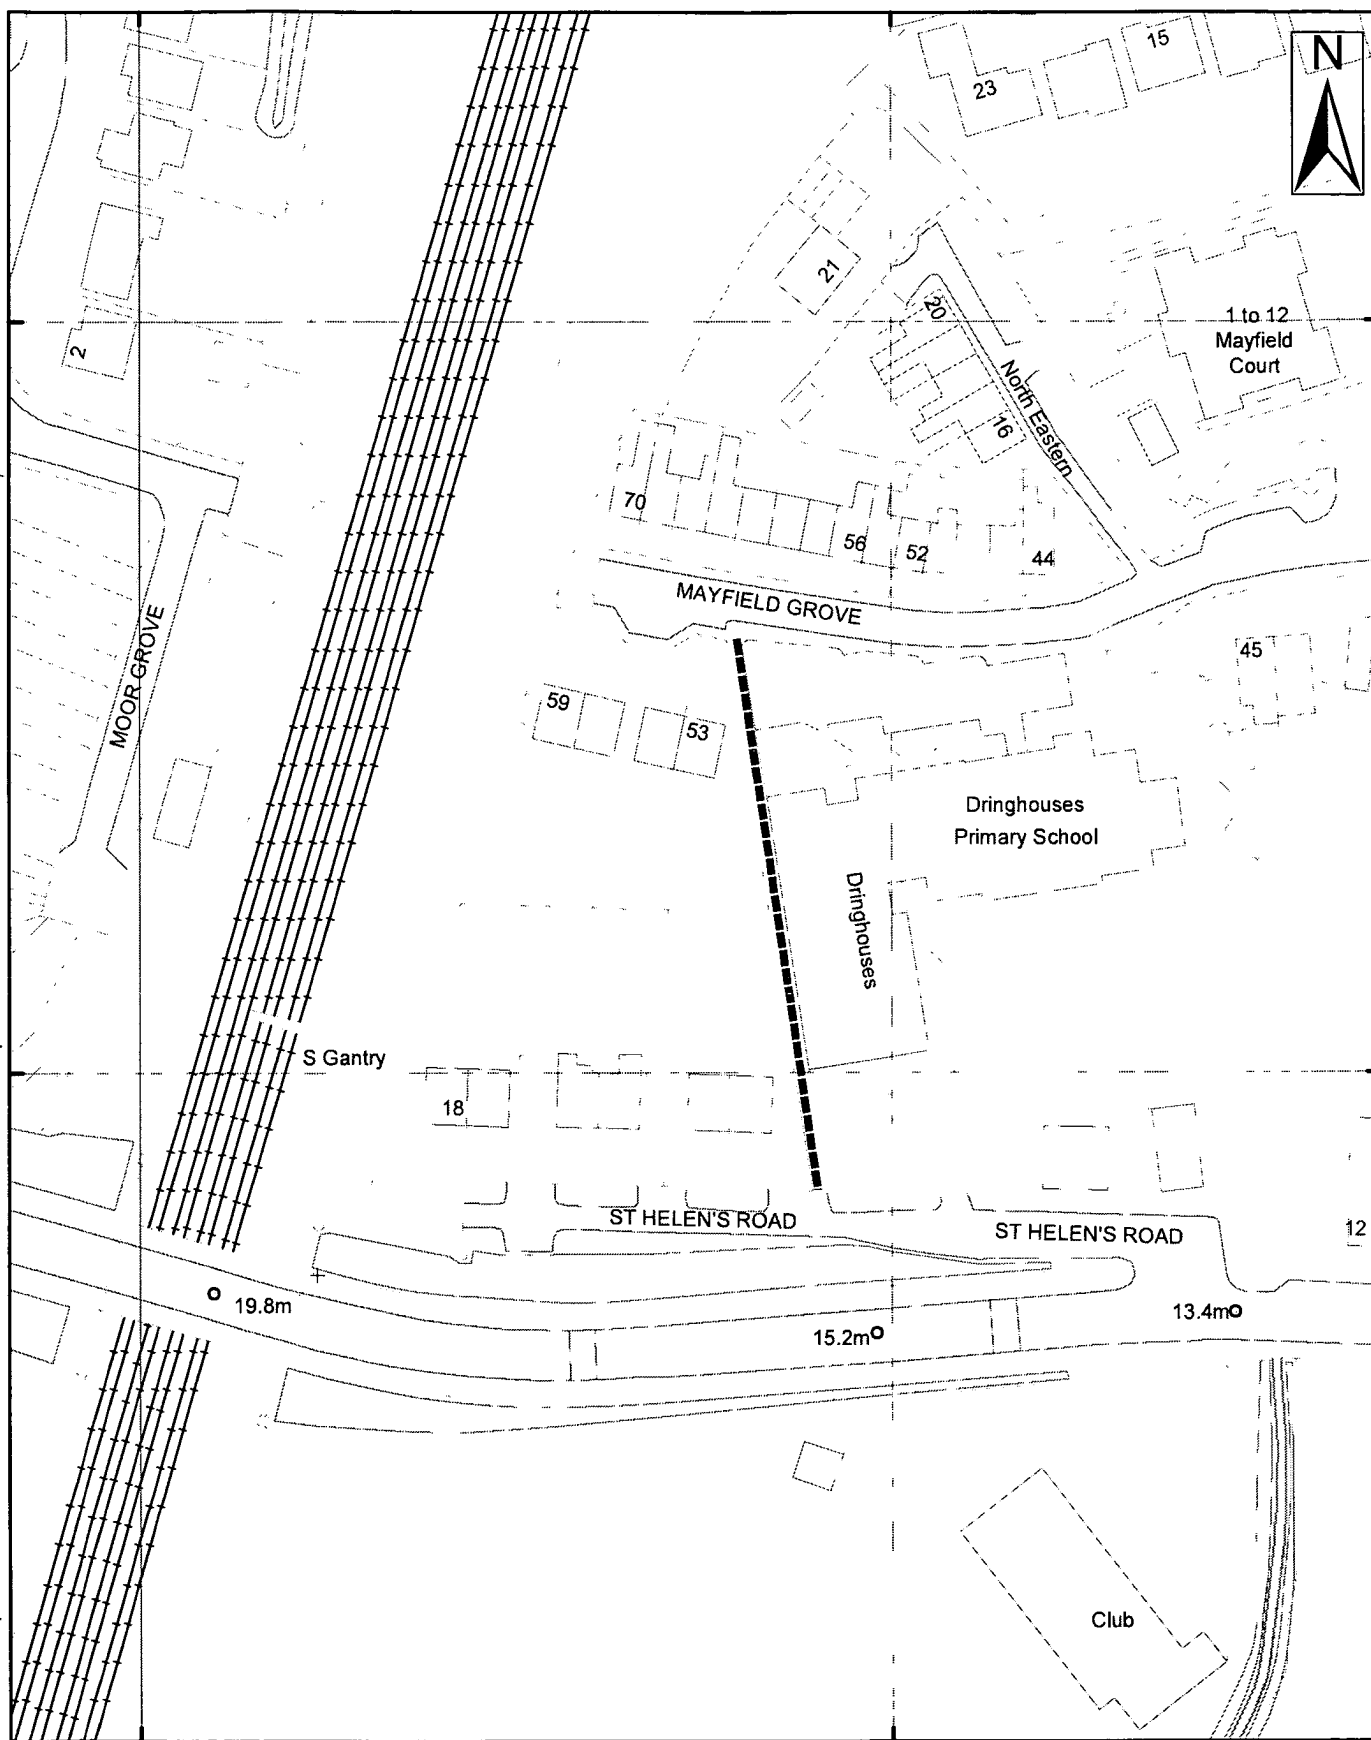 N
15
23
21
20
1 to 12
Mayfield
Court
2
North Eastern
16
70
56
52
44
MAYFIELD GROVE
MOOR GROVE
45
59
53
Dringhouses
Primary School
Dringhouses
S Gantry
18
ST HELEN'S ROAD
ST HELEN'S ROAD
12
19.8m
15.2m
13.4m
Club